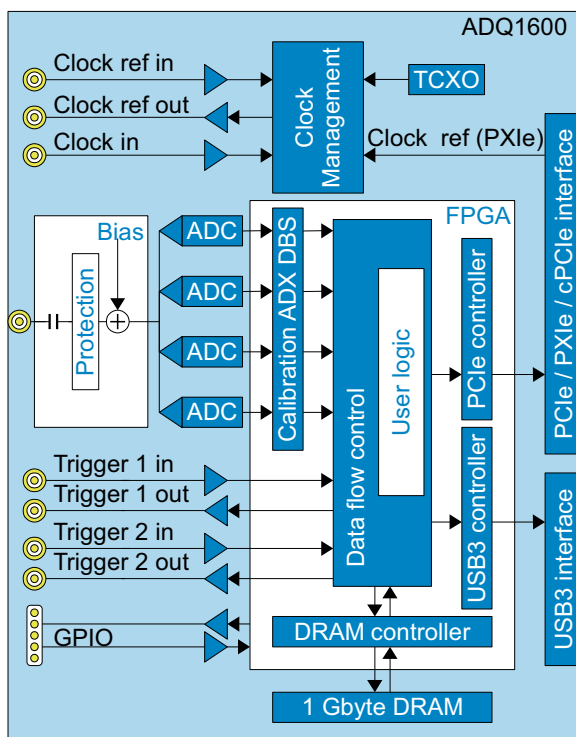 ADQ1600
Clock ref in
Clock ref out
Clock in
Clock
Management
TCXO
Clock ref (PXIe)
PCIe / PXIe / cPCIe interface
Bias
Protection
ADC
ADC
ADC
ADC
Calibration ADX DBS
FPGA
Data flow control
User logic
PCIe controller
USB3 controller
USB3 interface
Trigger 1 in
Trigger 1 out
Trigger 2 in
Trigger 2 out
GPIO
DRAM controller
1 Gbyte DRAM